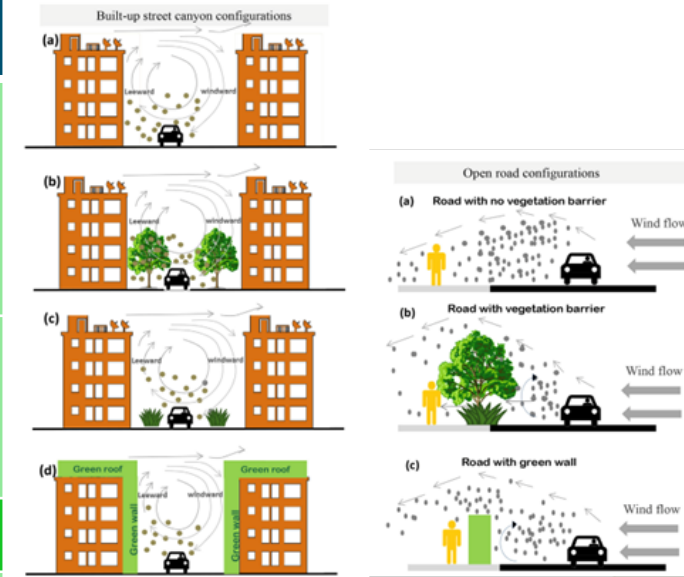 Built-up street canyon configurations
(a)
Leeward
windward
(b)
Leeward
windward
(c)
Leeward
windward
(d)
Green roof
Green roof
Leeward
windward
Green wall
Green wall
Open road configurations
(a) Road with no vegetation barrier
Wind flow
(b) Road with vegetation barrier
Wind flow
(c) Road with green wall
Wind flow